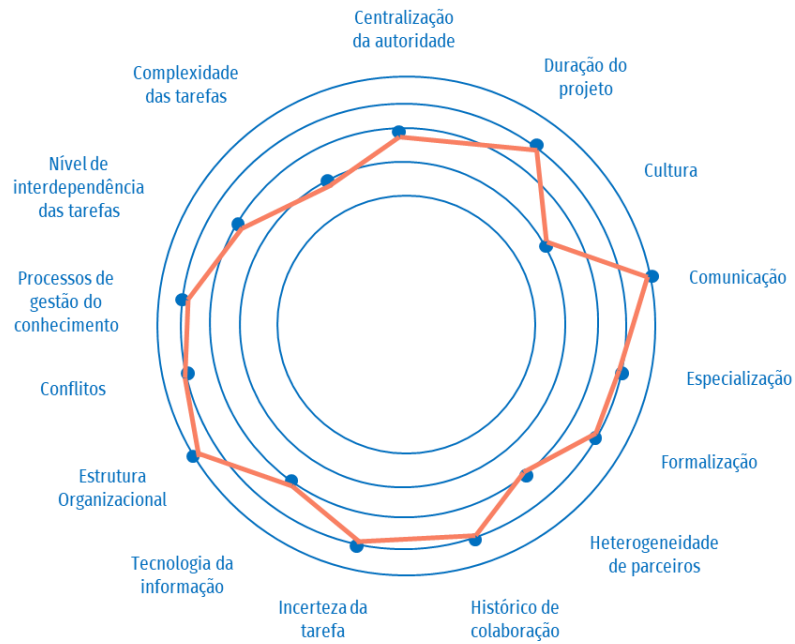 Centralização
da autoridade
Duração do
projeto
Cultura
Comunicação
Especialização
Formalização
Heterogeneidade
de parceiros
Histórico de
colaboração
Incerteza da
tarefa
Tecnologia da
informação
Estrutura
Organizacional
Conflitos
Processos de
gestão do
conhecimento
Nível de
interdependência
das tarefas
Complexidade
das tarefas